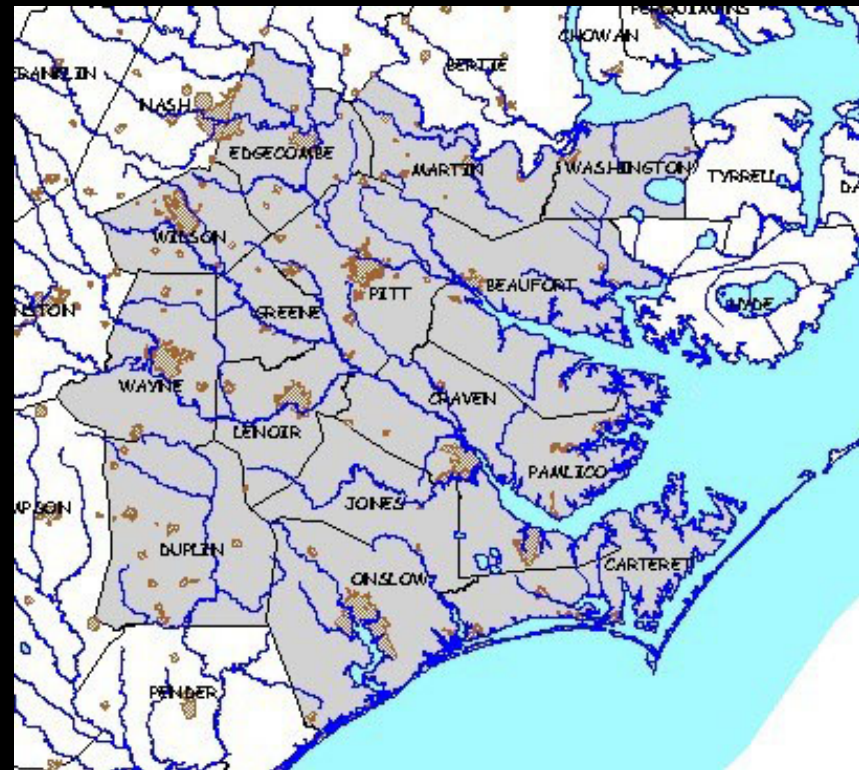 CHOWAN
BERTIE
NASH
EDGECOMBE
MARTIN
WASHINGTON
TYRRELL
WILSON
PITT
BEAUFORT
GREENE
HYDE
WAYNE
CRAVEN
LENOIR
PAMLICO
JONES
DUPLIN
CARTERET
ONSLOW
PENDER